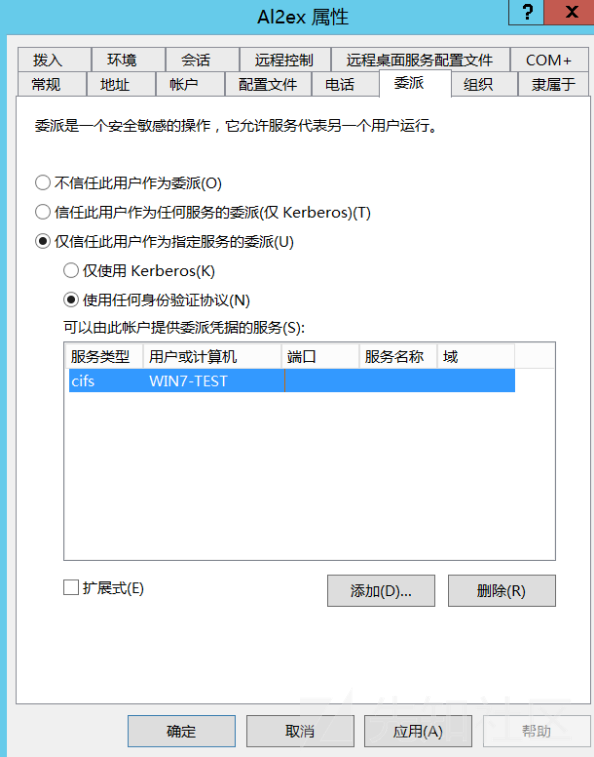 Al2ex 属性
? X
拨入 环境 会话 远程控制 远程桌面服务配置文件 COM+
常规 地址 帐户 配置文件 电话 委派 组织 隶属于
委派是一个安全敏感的操作，它允许服务代表另一个用户运行。
不信任此用户作为委派(O)
信任此用户作为任何服务的委派(仅 Kerberos)(T)
仅信任此用户作为指定服务的委派(U)
仅使用 Kerberos(K)
使用任何身份验证协议(N)
可以由此帐户提供委派凭据的服务(S):
服务类型 用户或计算机 端口 服务名称 域
cifs WIN7-TEST
扩展式(E) 添加(D)... 删除(R)
确定 取消 应用(A) 帮助